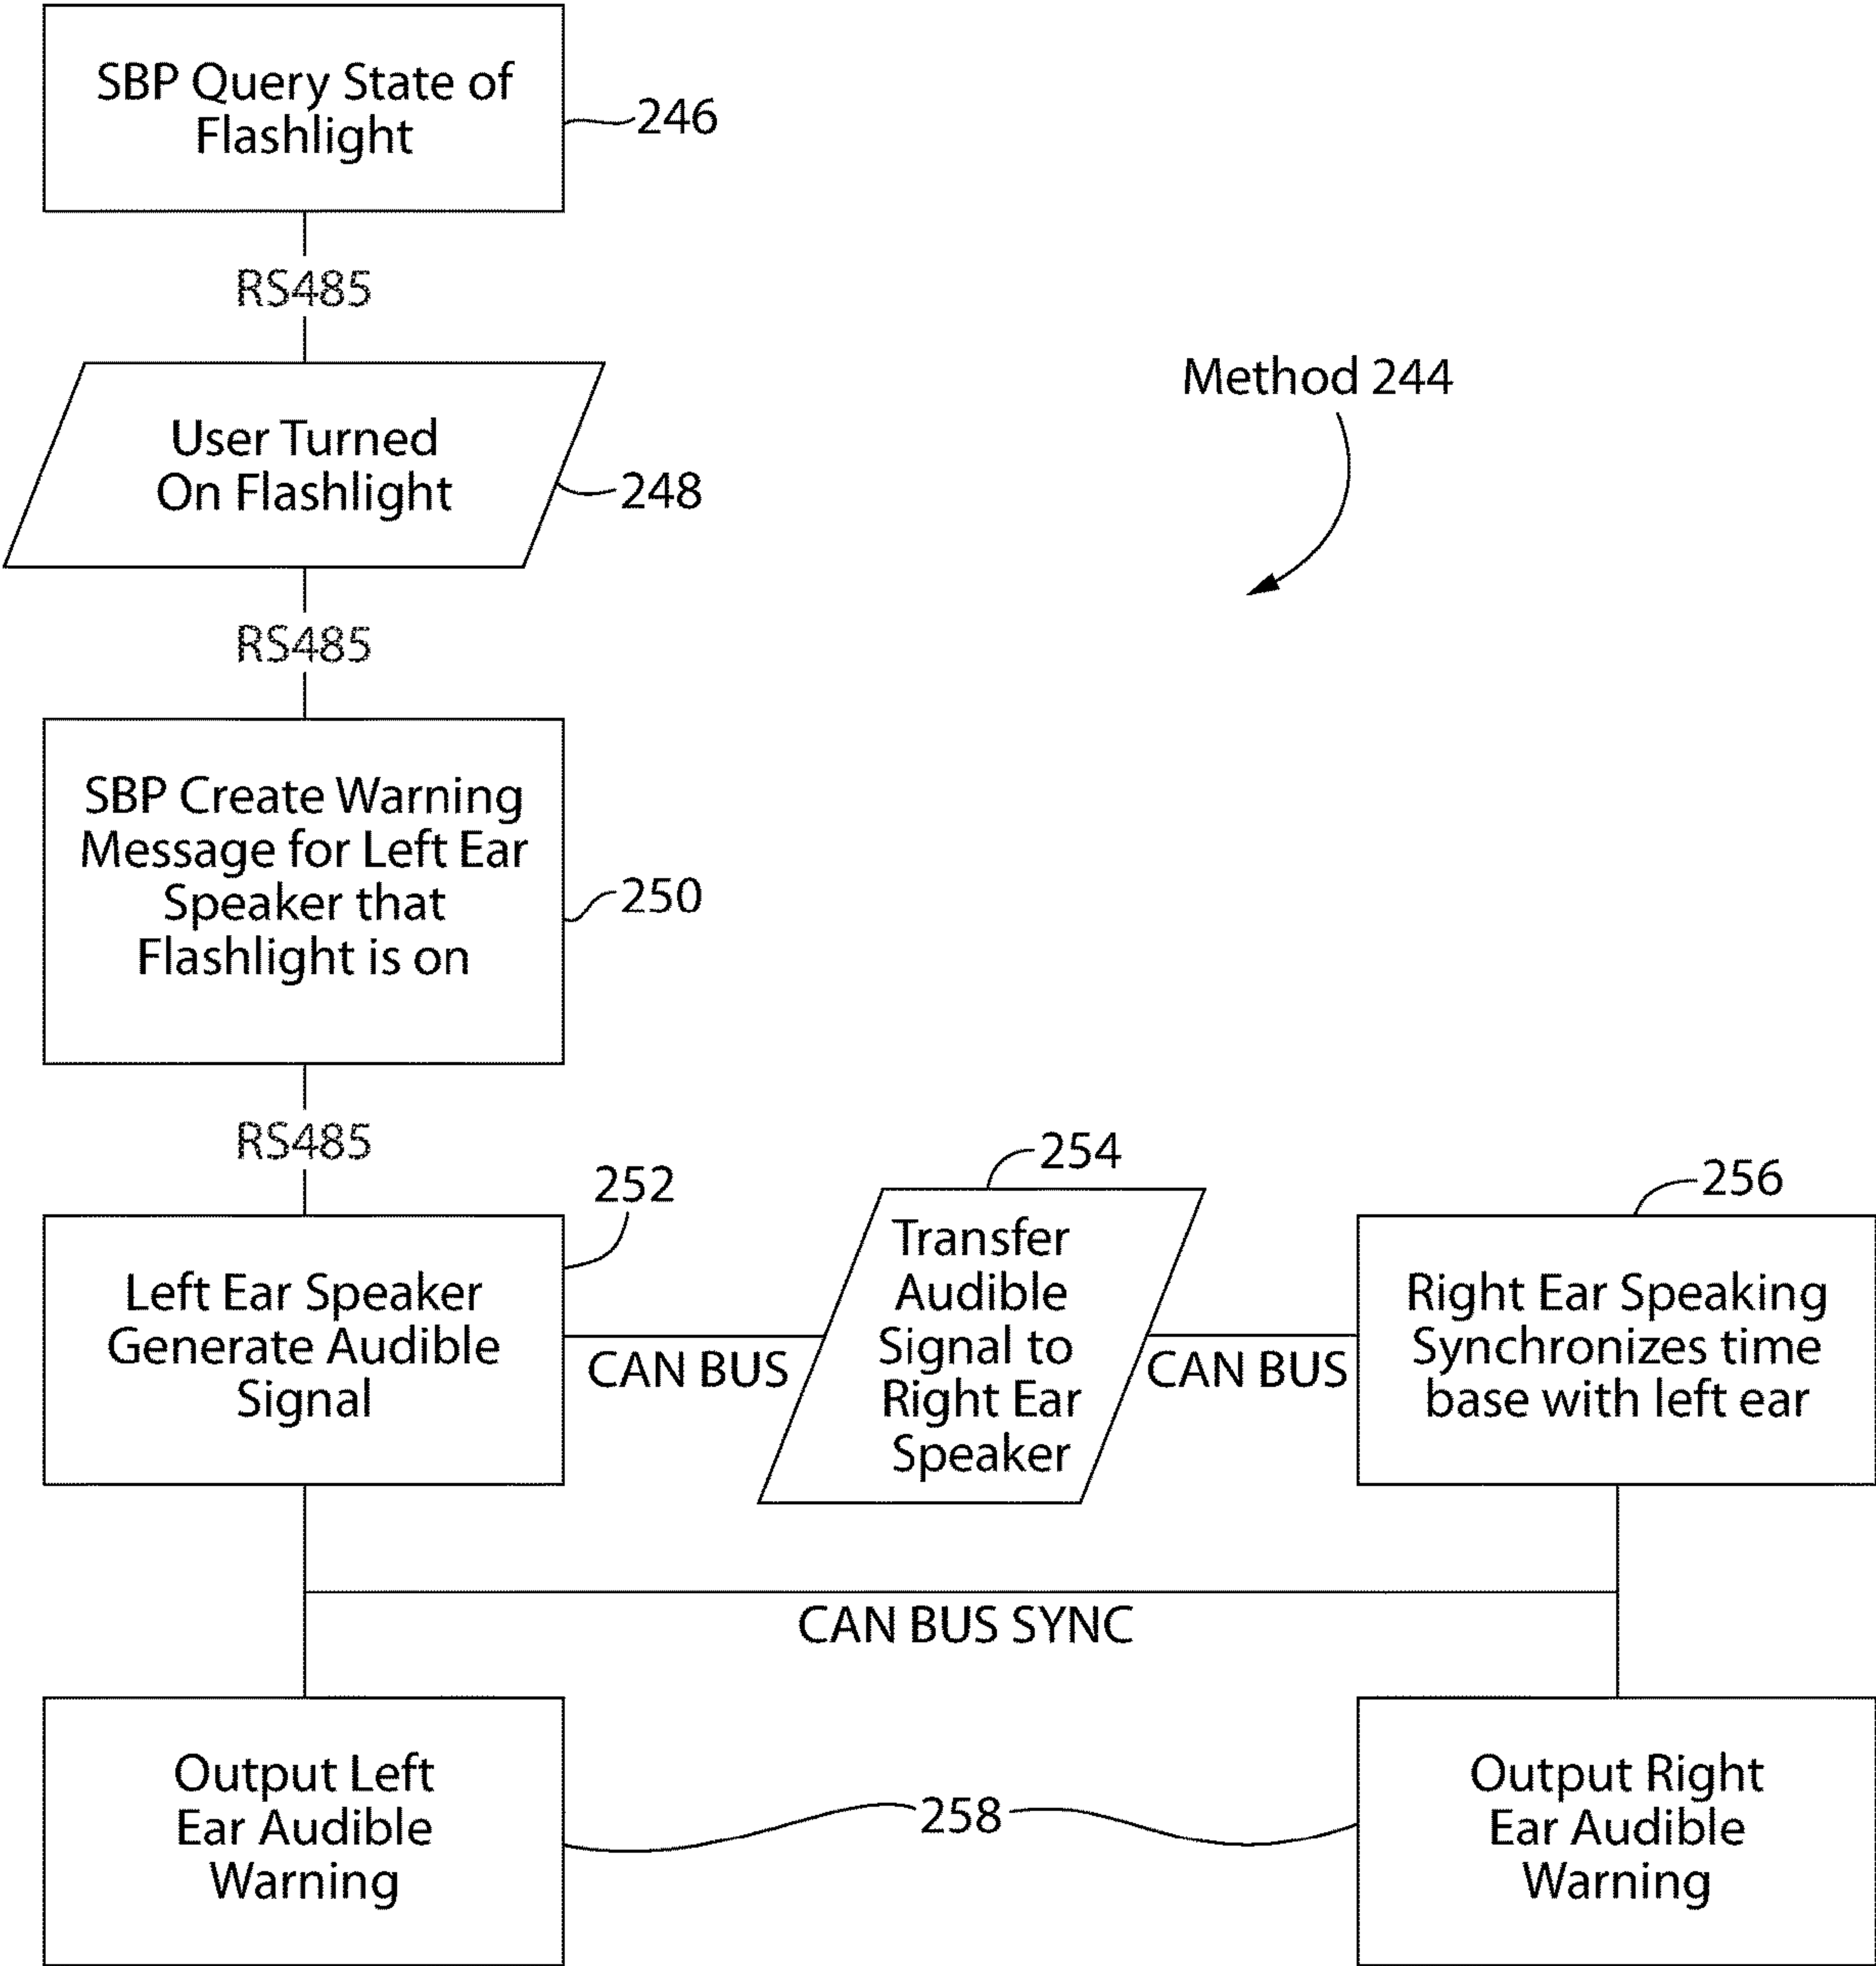 SBP Query State of
Flashlight
246
RS485
Method 244
User Turned
On Flashlight
248
RS485
SBP Create Warning
Message for Left Ear
Speaker that
Flashlight is on
250
RS485
252
254
256
Left Ear Speaker
Generate Audible
Signal
CAN BUS
Transfer
Audible
Signal to
Right Ear
Speaker
CAN BUS
Right Ear Speaking
Synchronizes time
base with left ear
CAN BUS SYNC
Output Left
Ear Audible
Warning
258
Output Right
Ear Audible
Warning